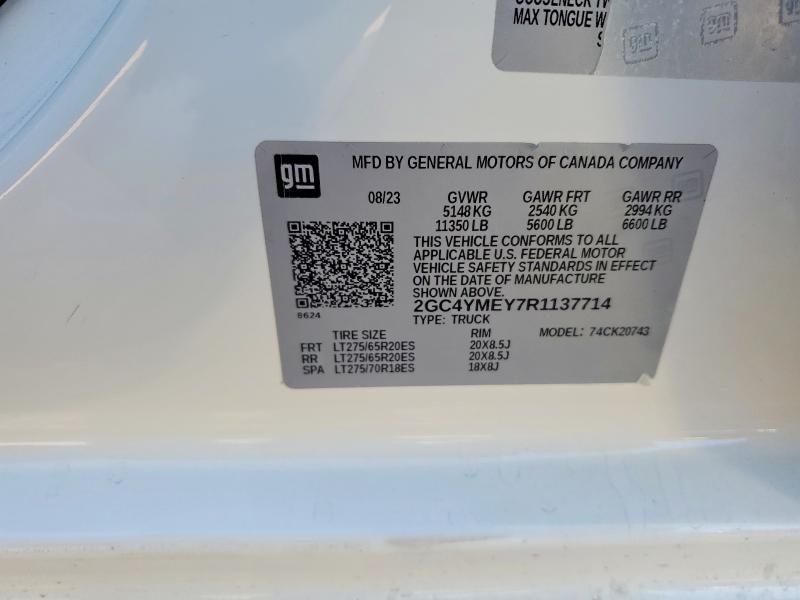 MAX TONGUE W
gm
gm
MFD BY GENERAL MOTORS OF CANADA COMPANY
08/23 GVWR GAWR FRT GAWR RR
5148 KG 2540 KG 2994 KG
11350 LB 5600 LB 6600 LB
THIS VEHICLE CONFORMS TO ALL
APPLICABLE U.S. FEDERAL MOTOR
VEHICLE SAFETY STANDARDS IN EFFECT
ON THE DATE OF MANUFACTURE
SHOWN ABOVE.
2GC4YMEY7R1137714
8624
TYPE: TRUCK
TIRE SIZE RIM MODEL: 74CK20743
FRT LT275/65R20ES 20X8.5J
RR LT275/65R20ES 20X8.5J
SPA LT275/70R18ES 18X8J